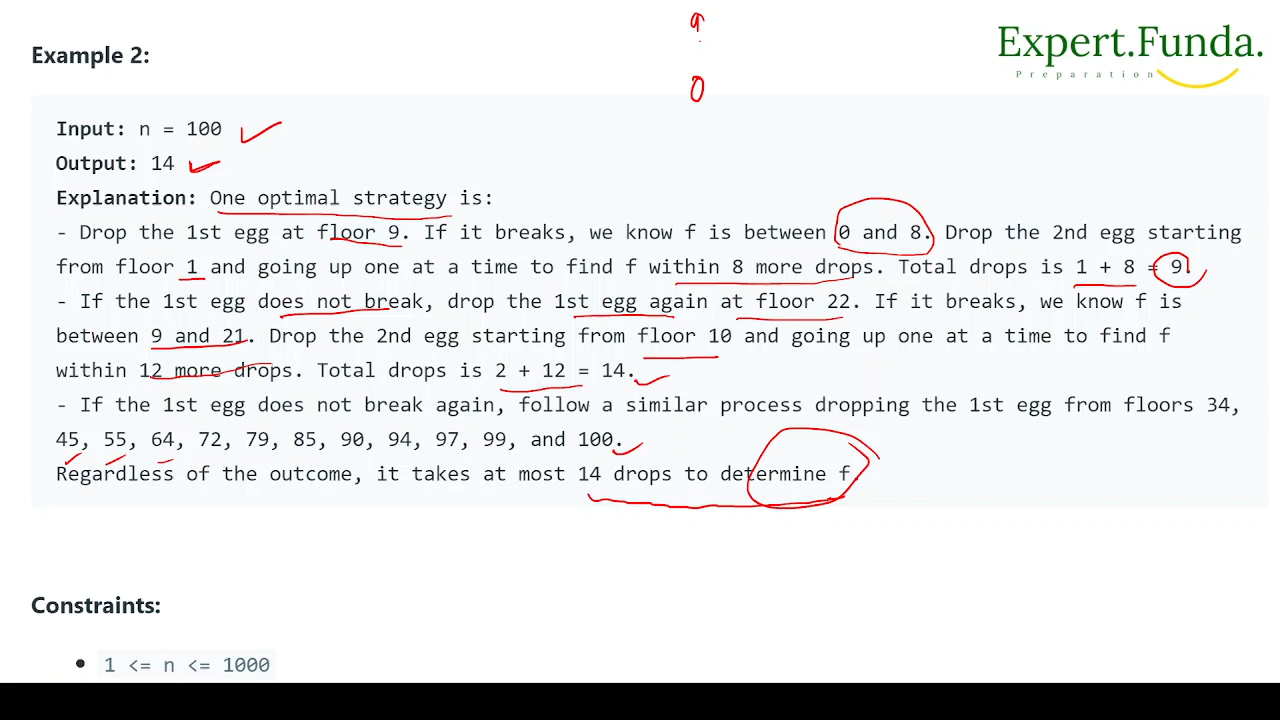 9
0
Expert.Funda.
Preparation
Example 2:
Input: n = 100
Output: 14
Explanation: One optimal strategy is:
- Drop the 1st egg at floor 9. If it breaks, we know f is between 0 and 8. Drop the 2nd egg starting
from floor 1 and going up one at a time to find f within 8 more drops. Total drops is 1 + 8 = 9.
- If the 1st egg does not break, drop the 1st egg again at floor 22. If it breaks, we know f is
between 9 and 21. Drop the 2nd egg starting from floor 10 and going up one at a time to find f
within 12 more drops. Total drops is 2 + 12 = 14.
- If the 1st egg does not break again, follow a similar process dropping the 1st egg from floors 34,
45, 55, 64, 72, 79, 85, 90, 94, 97, 99, and 100.
Regardless of the outcome, it takes at most 14 drops to determine f.
Constraints:
1 <= n <= 1000